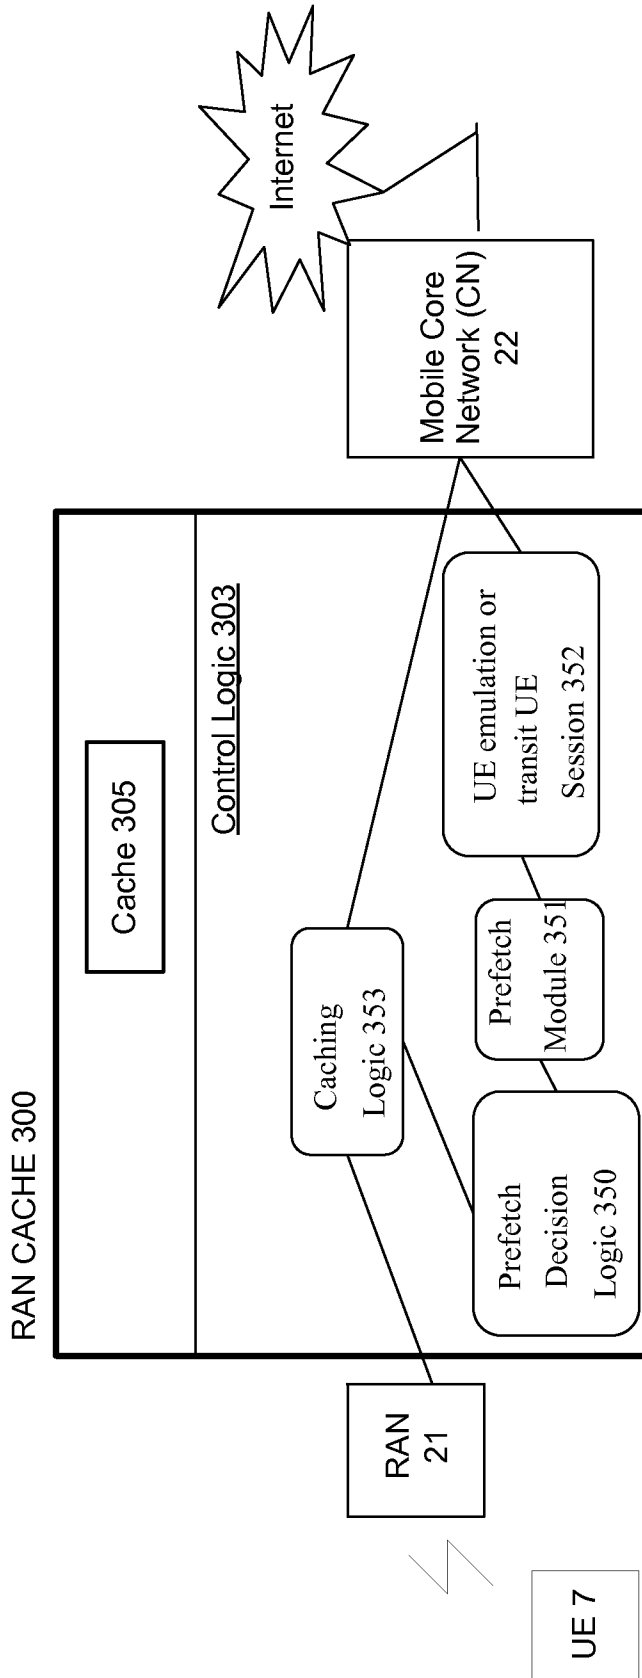 RAN CACHE 300
Cache 305
Control Logic 303
Caching
Logic 353
Prefetch
Decision
Logic 350
Prefetch
Module 351
UE emulation or
transit UE
Session 352
RAN
21
UE 7
Mobile Core
Network (CN)
22
Internet